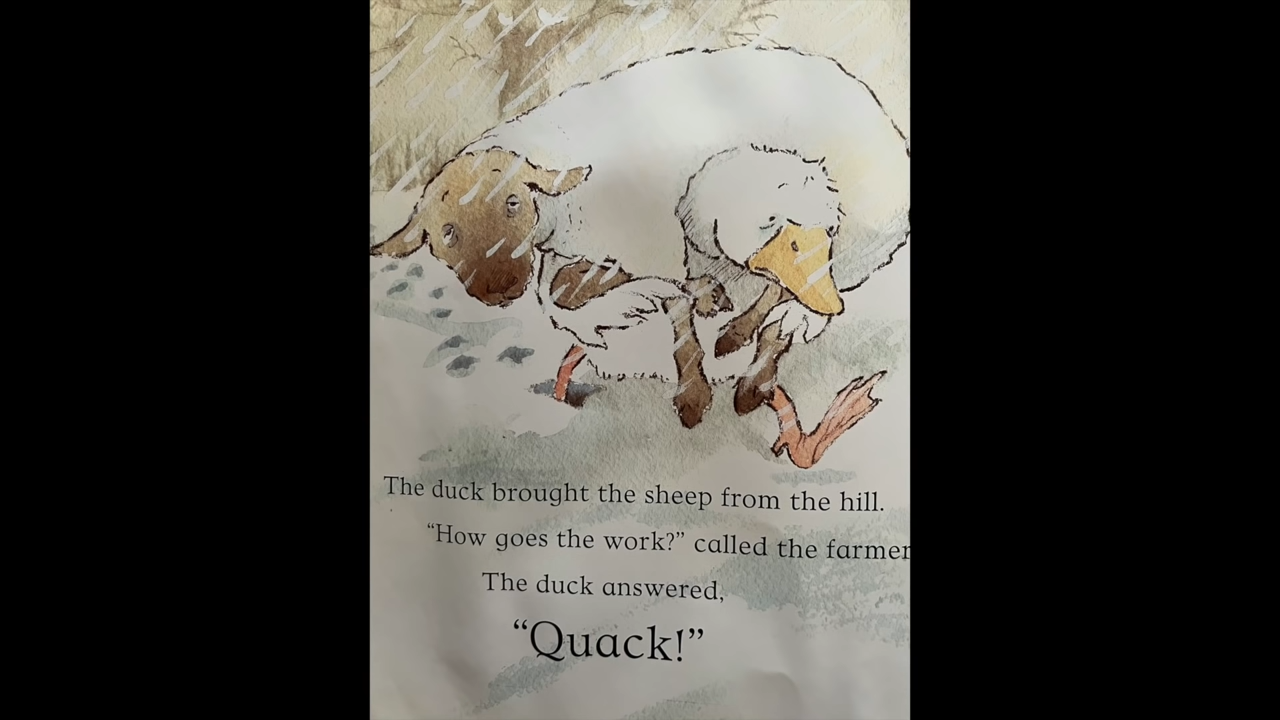 The duck brought the sheep from the hill.
“How goes the work?” called the farmer
The duck answered,
“Quack!”